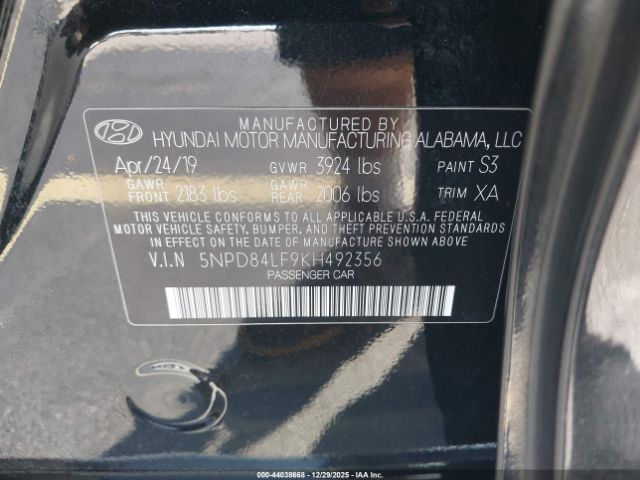 MANUFACTURED BY
HYUNDAI MOTOR MANUFACTURING ALABAMA, LLC
Apr/24/19 GVWR 3924 lbs PAINT S3
GAWR FRONT 2183 lbs GAWR REAR 2006 lbs TRIM XA
THIS VEHICLE CONFORMS TO ALL APPLICABLE U.S.A. FEDERAL
MOTOR VEHICLE SAFETY, BUMPER, AND THEFT PREVENTION STANDARDS
IN EFFECT ON THE DATE OF MANUFACTURE SHOWN ABOVE.
V.I.N 5NPD84LF9KH492356
PASSENGER CAR
000-44038668 - 12/29/2025 - IAAI.COM